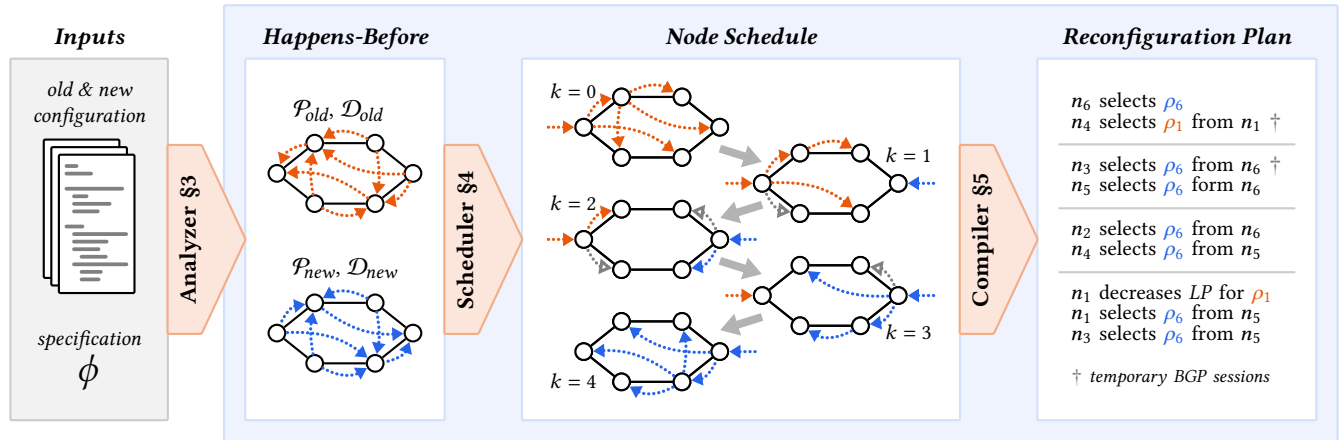 Inputs
old & new
configuration
specification
ϕ
Analyzer §3
Happens-Before
𝒫old, 𝒟old
𝒫new, 𝒟new
Scheduler §4
Node Schedule
k = 0
k = 1
k = 2
k = 3
k = 4
Compiler §5
Reconfiguration Plan
n6 selects ρ6
n4 selects ρ1 from n1 †
n3 selects ρ6 from n6 †
n5 selects ρ6 form n6
n2 selects ρ6 from n6
n4 selects ρ6 from n5
n1 decreases LP for ρ1
n1 selects ρ6 from n5
n3 selects ρ6 from n5
† temporary BGP sessions